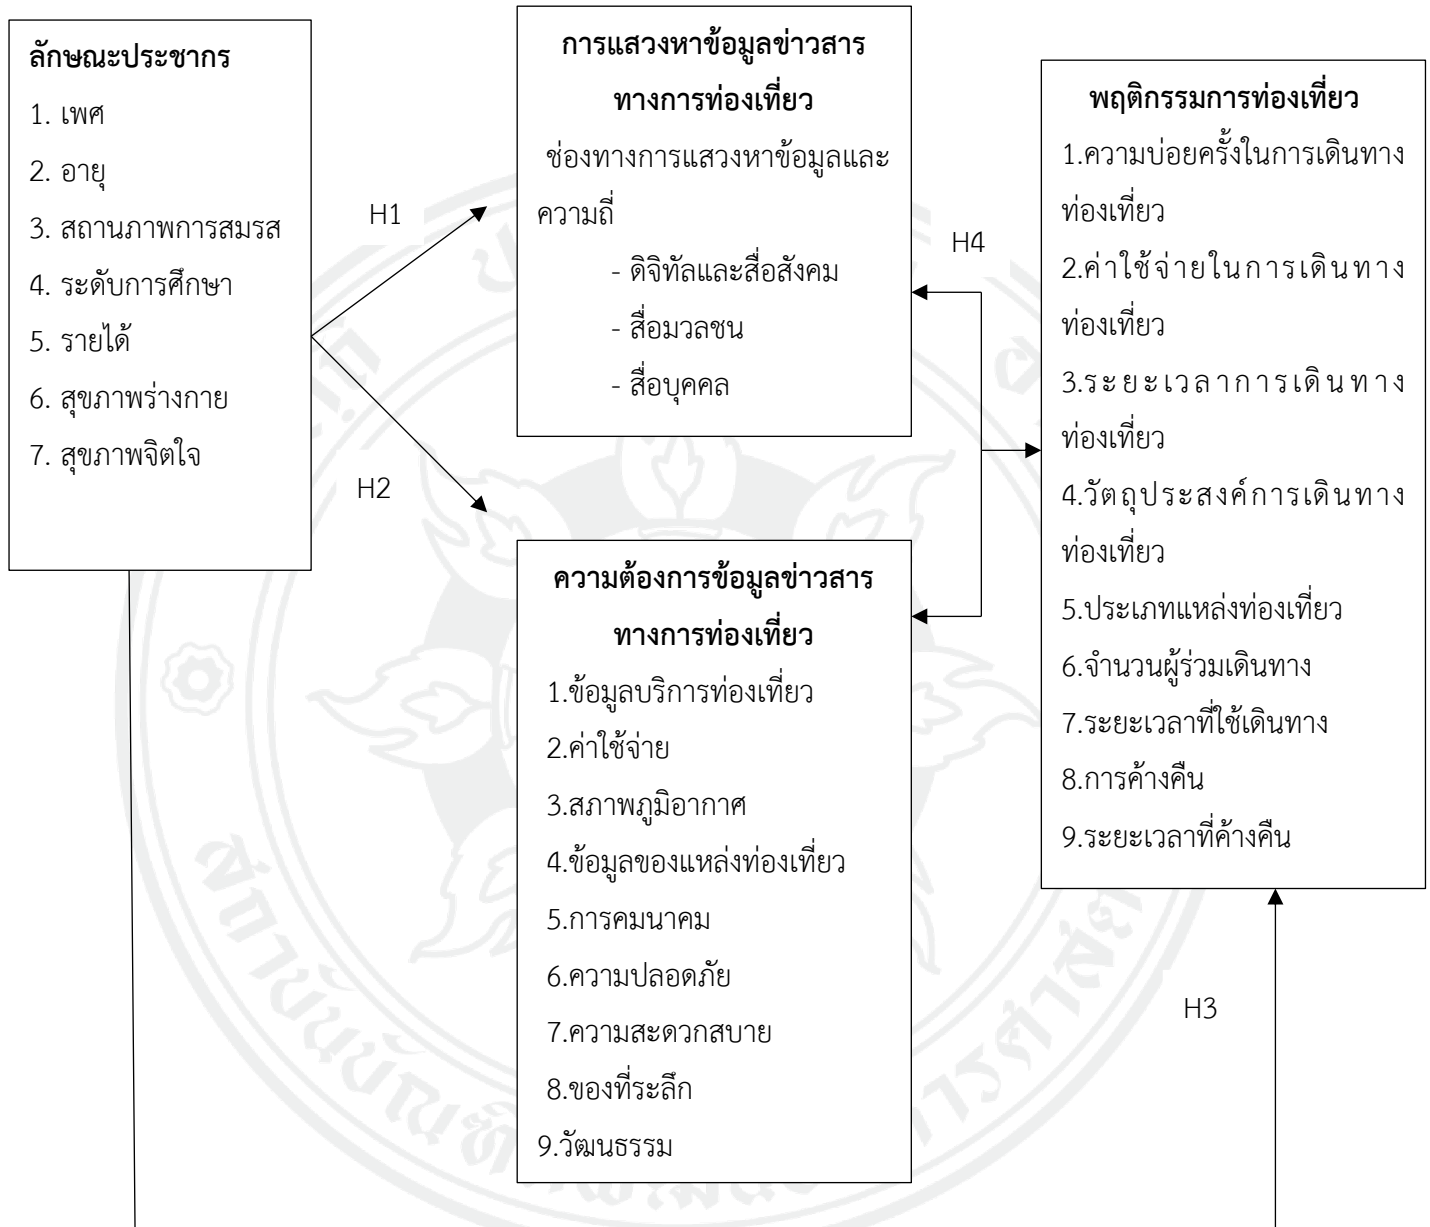 ลักษณะประชากร
1. เพศ
2. อายุ
3. สถานภาพการสมรส
4. ระดับการศึกษา
5. รายได้
6. สุขภาพร่างกาย
7. สุขภาพจิตใจ
H1
H2
การแสวงหาข้อมูลข่าวสาร
ทางการท่องเที่ยว
ช่องทางการแสวงหาข้อมูลและ
ความถี่
- ดิจิทัลและสื่อสังคม
- สื่อมวลชน
- สื่อบุคคล
ความต้องการข้อมูลข่าวสาร
ทางการท่องเที่ยว
1.ข้อมูลบริการท่องเที่ยว
2.ค่าใช้จ่าย
3.สภาพภูมิอากาศ
4.ข้อมูลของแหล่งท่องเที่ยว
5.การคมนาคม
6.ความปลอดภัย
7.ความสะดวกสบาย
8.ของที่ระลึก
9.วัฒนธรรม
H4
พฤติกรรมการท่องเที่ยว
1.ความบ่อยครั้งในการเดินทาง
ท่องเที่ยว
2.ค่าใช้จ่ายในการเดินทาง
ท่องเที่ยว
3.ระยะเวลาการเดินทาง
ท่องเที่ยว
4.วัตถุประสงค์การเดินทาง
ท่องเที่ยว
5.ประเภทแหล่งท่องเที่ยว
6.จำนวนผู้ร่วมเดินทาง
7.ระยะเวลาที่ใช้เดินทาง
8.การค้างคืน
9.ระยะเวลาที่ค้างคืน
H3